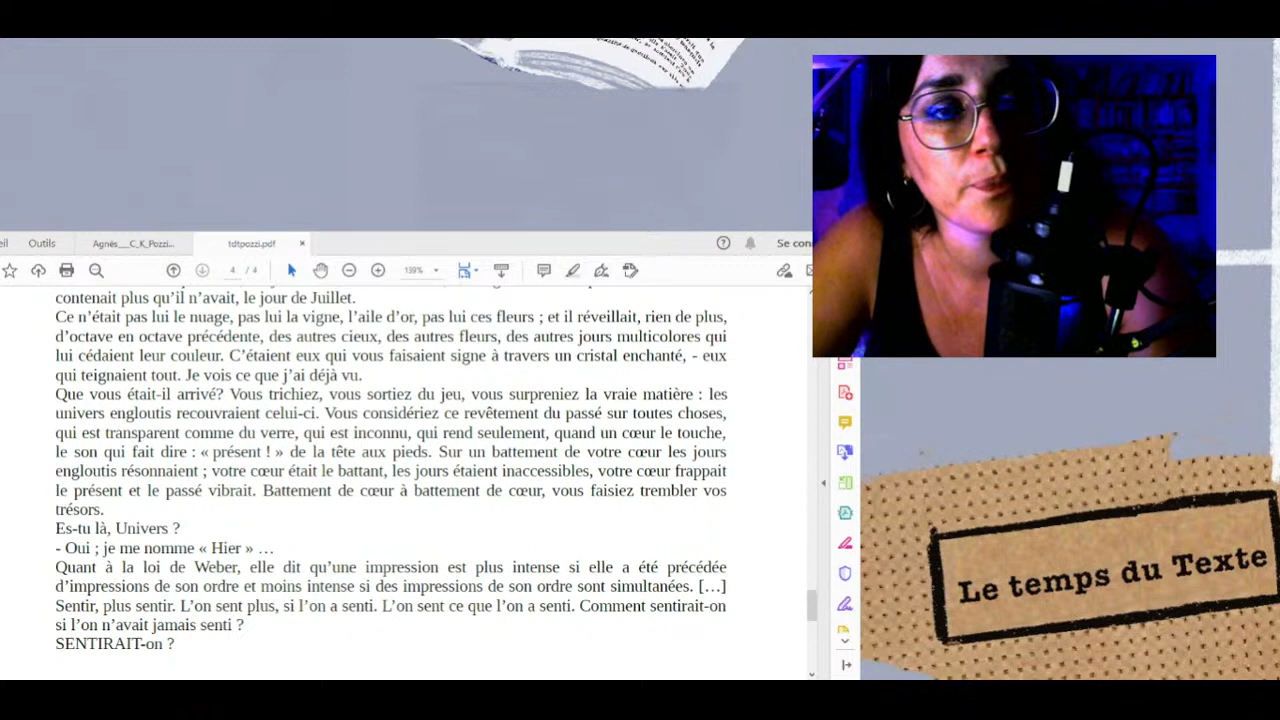 eil
Outils
Agnés___C_K_Pozzi...
tdtpozzi.pdf
×
?
Se con
4 / 4
139%
contenait plus qu’il n’avait, le jour de Juillet.
Ce n’était pas lui le nuage, pas lui la vigne, l’aile d’or, pas lui ces fleurs ; et il réveillait, rien de plus,
d’octave en octave précédente, des autres cieux, des autres fleurs, des autres jours multicolores qui
lui cédaient leur couleur. C’étaient eux qui vous faisaient signe à travers un cristal enchanté, - eux
qui teignaient tout. Je vois ce que j’ai déjà vu.
Que vous était-il arrivé? Vous trichiez, vous sortiez du jeu, vous surpreniez la vraie matière : les
univers engloutis recouvraient celui-ci. Vous considériez ce revêtement du passé sur toutes choses,
qui est transparent comme du verre, qui est inconnu, qui rend seulement, quand un cœur le touche,
le son qui fait dire : « présent ! » de la tête aux pieds. Sur un battement de votre cœur les jours
engloutis résonnaient ; votre cœur était le battant, les jours étaient inaccessibles, votre cœur frappait
le présent et le passé vibrait. Battement de cœur à battement de cœur, vous faisiez trembler vos
trésors.
Es-tu là, Univers ?
- Oui ; je me nomme « Hier » …
Quant à la loi de Weber, elle dit qu’une impression est plus intense si elle a été précédée
d’impressions de son ordre et moins intense si des impressions de son ordre sont simultanées. […]
Sentir, plus sentir. L’on sent plus, si l’on a senti. L’on sent ce que l’on a senti. Comment sentirait-on
si l’on n’avait jamais senti ?
SENTIRAIT-on ?
Le temps du Texte